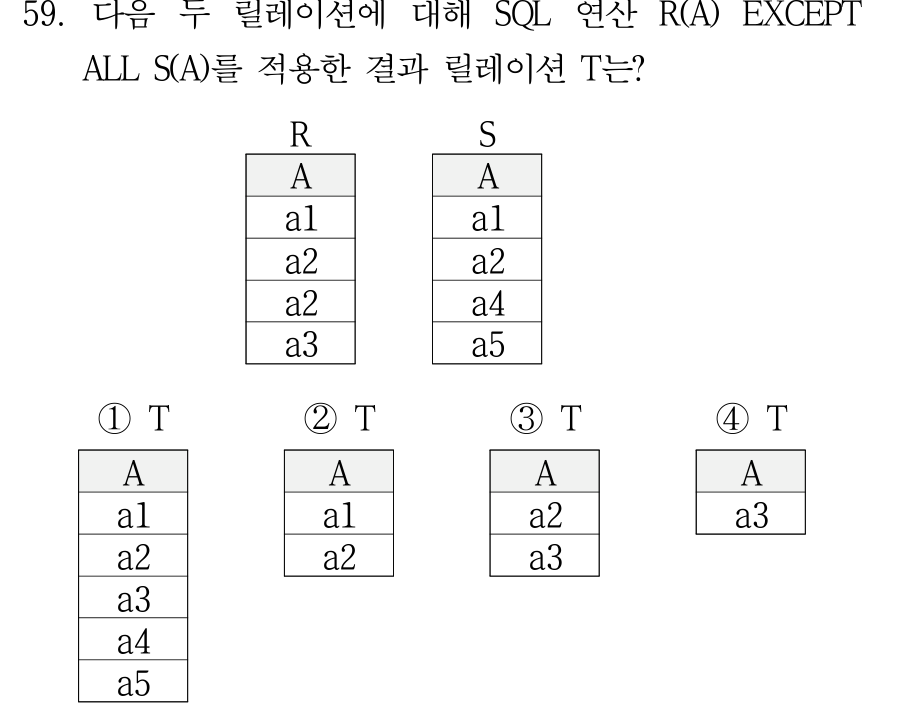 59. 다음 두 릴레이션에 대해 SQL 연산 R(A) EXCEPT
ALL S(A)를 적용한 결과 릴레이션 T는?
R S
A A
a1 a1
a2 a2
a2 a4
a3 a5
① T ② T ③ T ④ T
A A A A
a1 a1 a2 a3
a2 a2 a3
a3
a4
a5